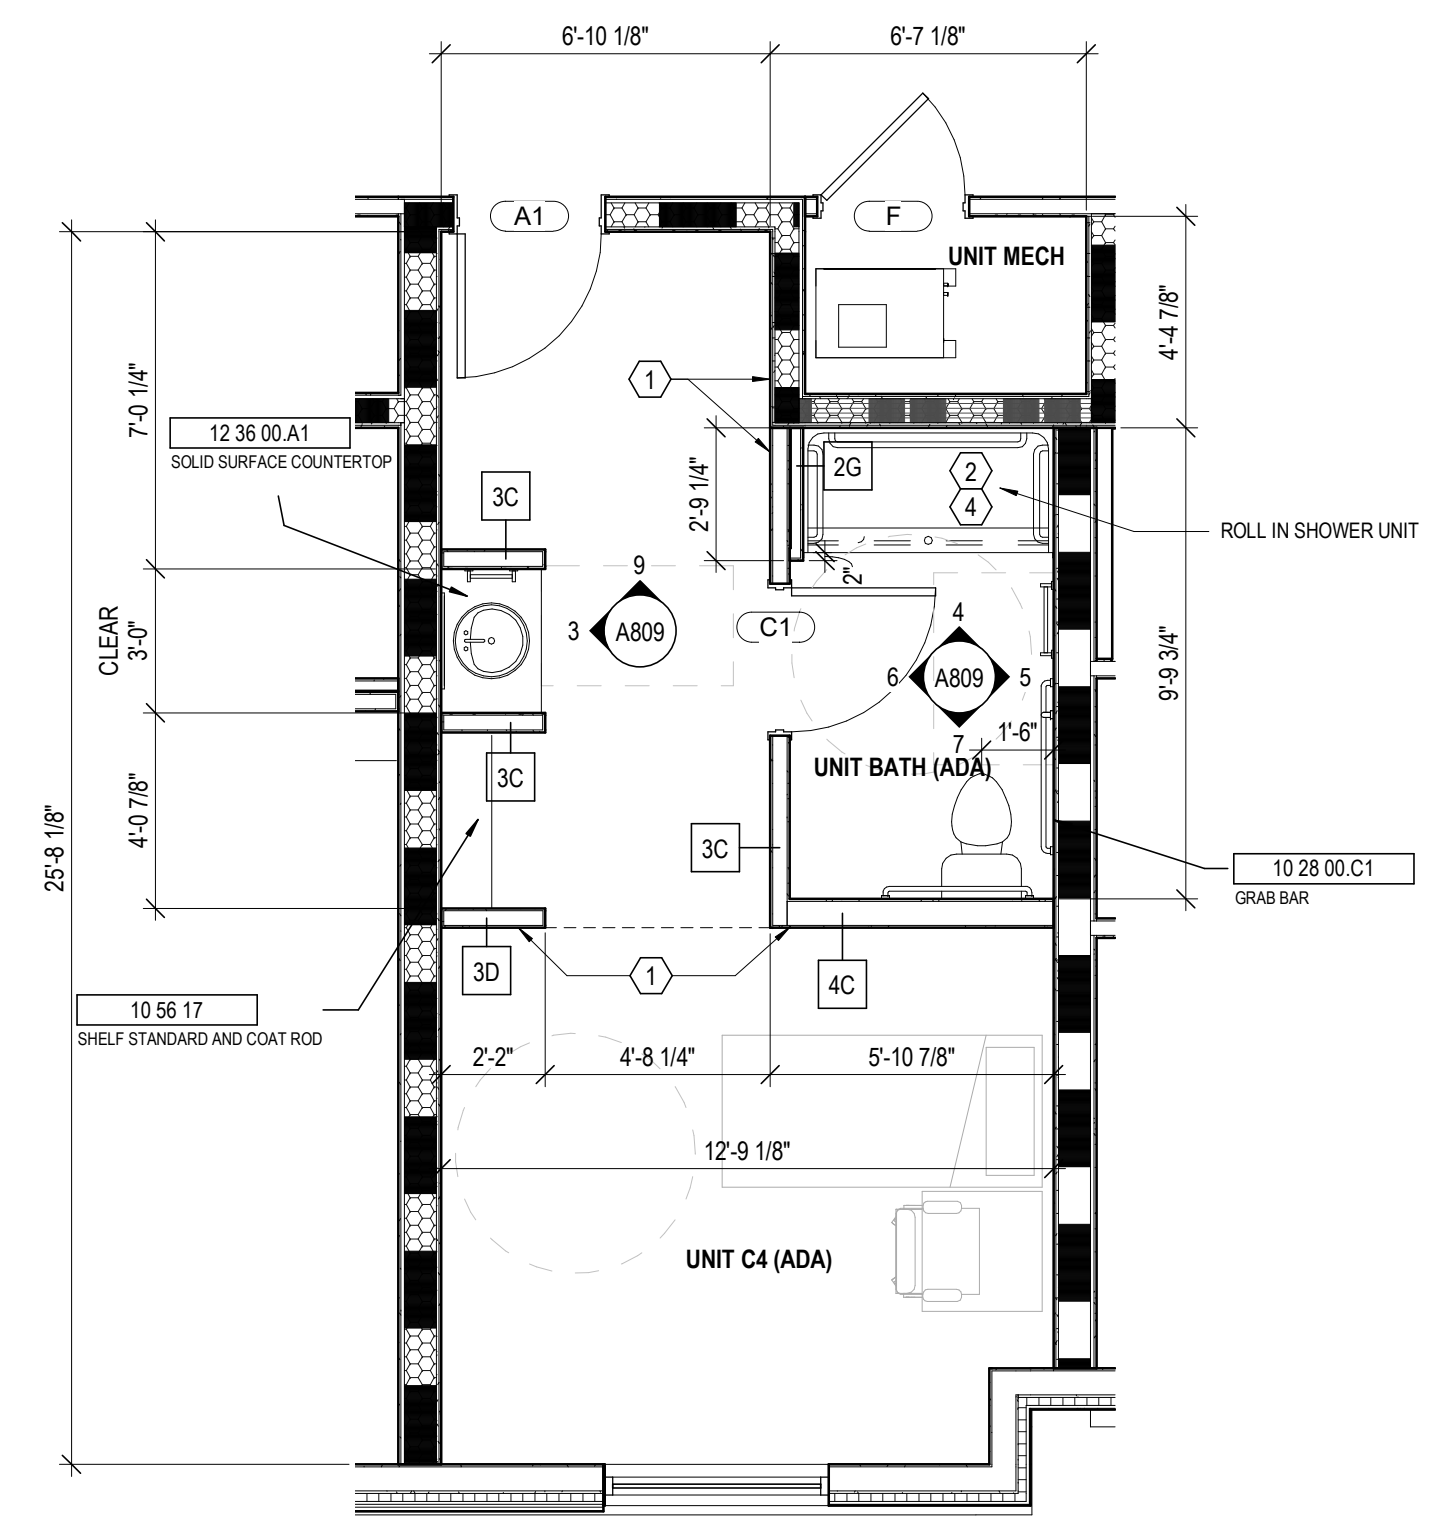 6'-10 1/8"
6'-7 1/8"
A1
F
UNIT MECH
4'-4 7/8"
7'-0 1/4"
1
12 36 00.A1
SOLID SURFACE COUNTERTOP
3C
2'-9 1/4"
2G
2
4
ROLL IN SHOWER UNIT
2"
CLEAR
3'-0"
9
3
A809
C1
4
6
A809
5
7
1'-6"
9'-9 3/4"
UNIT BATH (ADA)
3C
4'-0 7/8"
25'-8 1/8"
3C
10 28 00.C1
GRAB BAR
3D
1
4C
10 56 17
SHELF STANDARD AND COAT ROD
2'-2"
4'-8 1/4"
5'-10 7/8"
12'-9 1/8"
UNIT C4 (ADA)